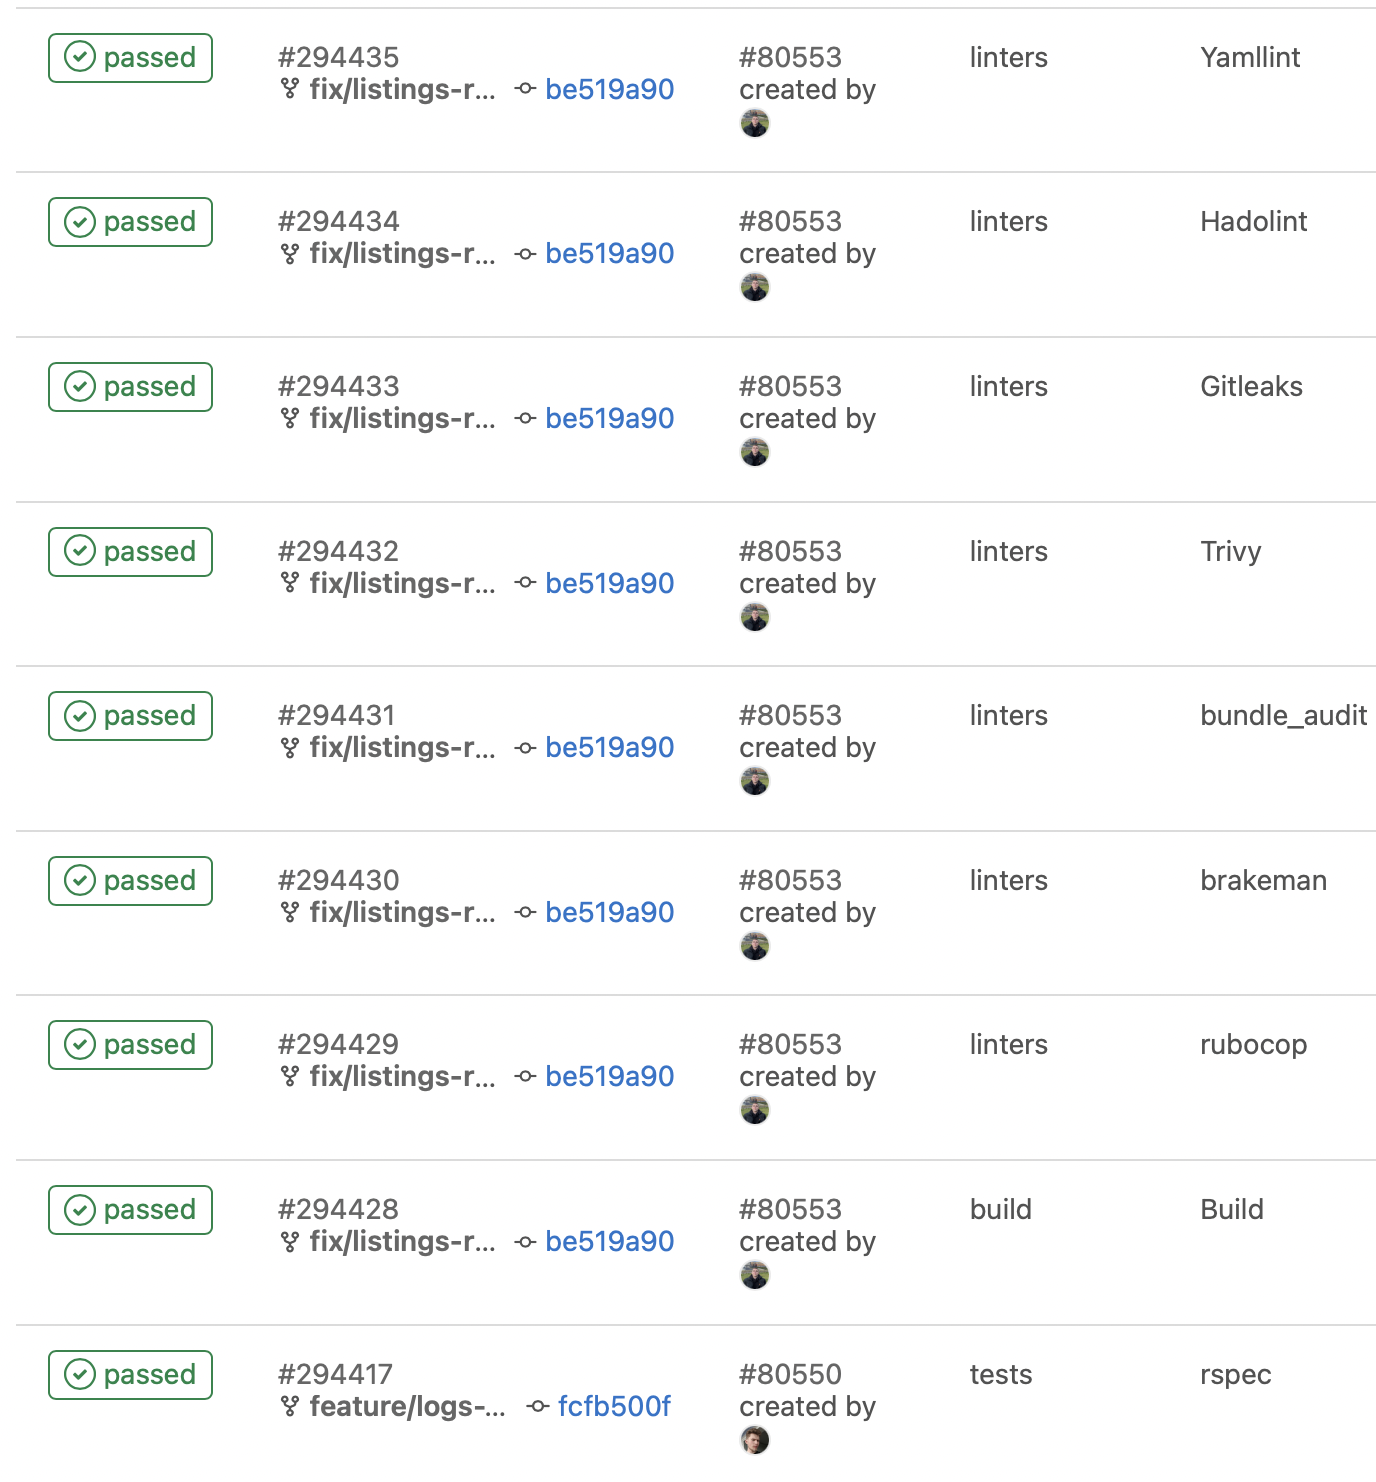 passed #294435 #80553 linters Yamllint
fix/listings-r... be519a90 created by
passed #294434 #80553 linters Hadolint
fix/listings-r... be519a90 created by
passed #294433 #80553 linters Gitleaks
fix/listings-r... be519a90 created by
passed #294432 #80553 linters Trivy
fix/listings-r... be519a90 created by
passed #294431 #80553 linters bundle_audit
fix/listings-r... be519a90 created by
passed #294430 #80553 linters brakeman
fix/listings-r... be519a90 created by
passed #294429 #80553 linters rubocop
fix/listings-r... be519a90 created by
passed #294428 #80553 build Build
fix/listings-r... be519a90 created by
passed #294417 #80550 tests rspec
feature/logs-... fcfb500f created by